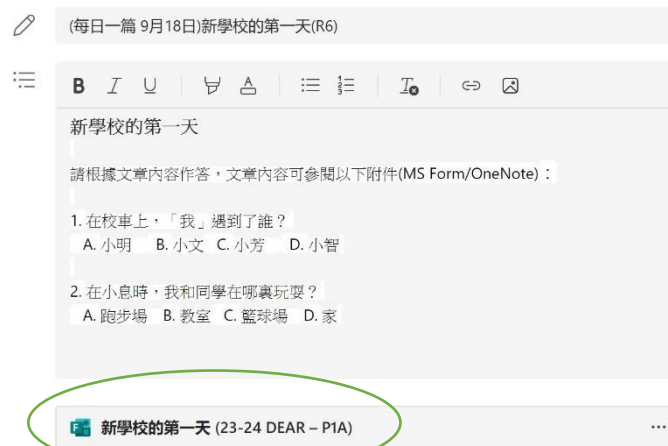 (每日一篇 9月18日)新學校的第一天(R6)
B I U A
新學校的第一天
請根據文章內容作答，文章內容可參閱以下附件(MS Form/OneNote)：
1. 在校車上，「我」遇到了誰？
A. 小明 B. 小文 C. 小芳 D. 小智
2. 在小息時，我和同學在哪裏玩耍？
A. 跑步場 B. 教室 C. 籃球場 D. 家
新學校的第一天 (23-24 DEAR – P1A)